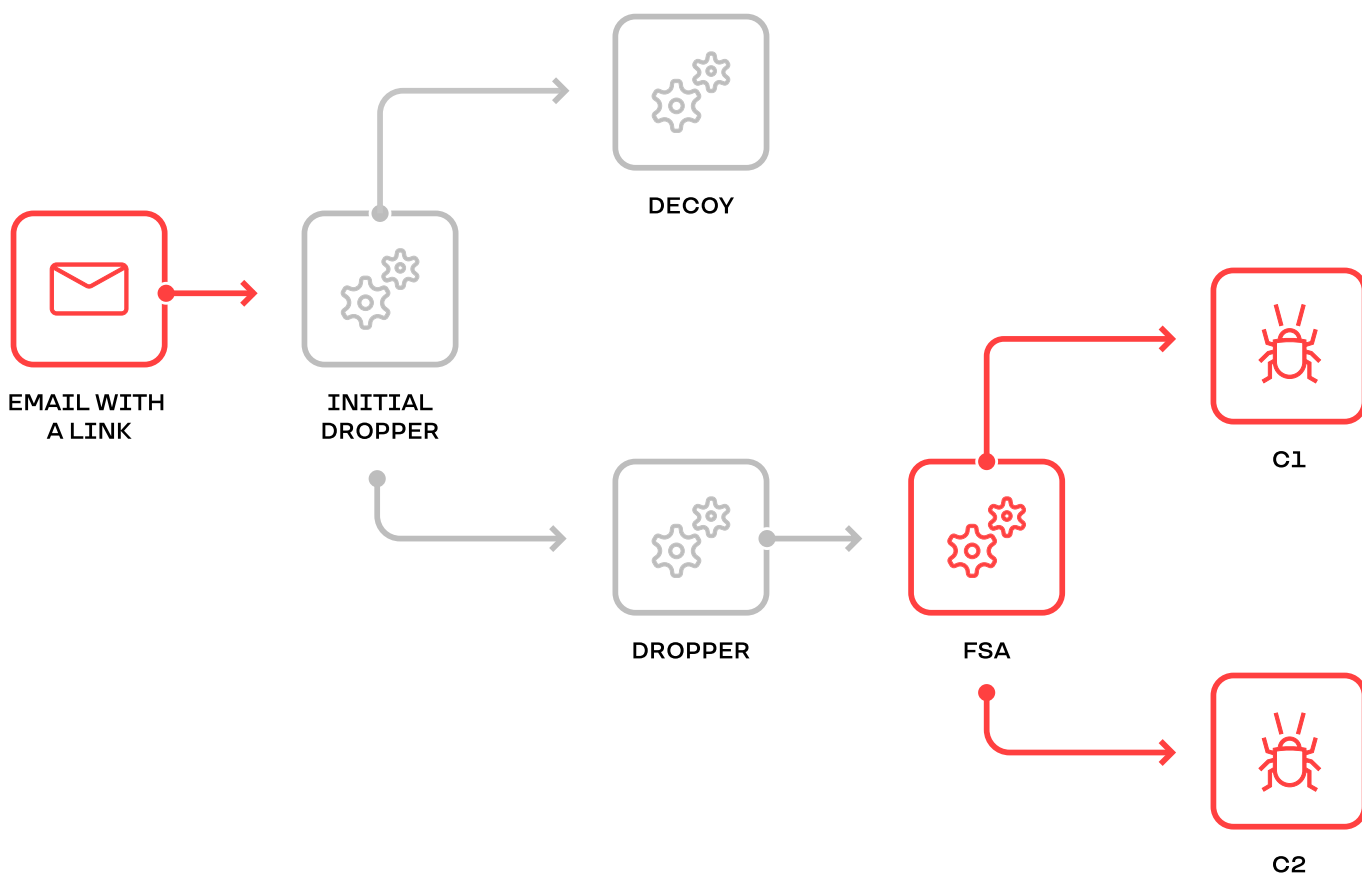 DECOY
EMAIL WITH
A LINK
INITIAL
DROPPER
C1
DROPPER
FSA
C2